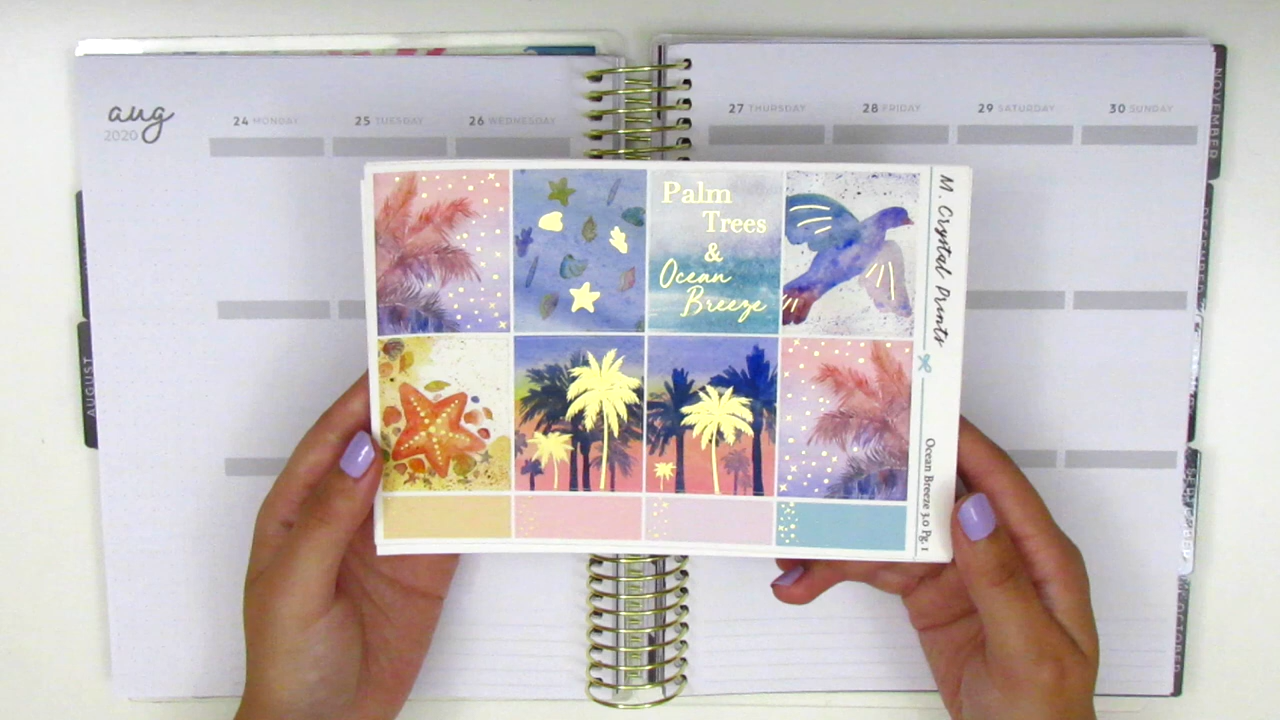 aug
2020
24 MONDAY
25 TUESDAY
26 WEDNESDAY
27 THURSDAY
28 FRIDAY
29 SATURDAY
30 SUNDAY
NOVEMBER
AUGUST
OCTOBER
Palm
Trees
&
Ocean
Breeze
M. Crystal Prints
Ocean Breeze 3.0 Pg. 1